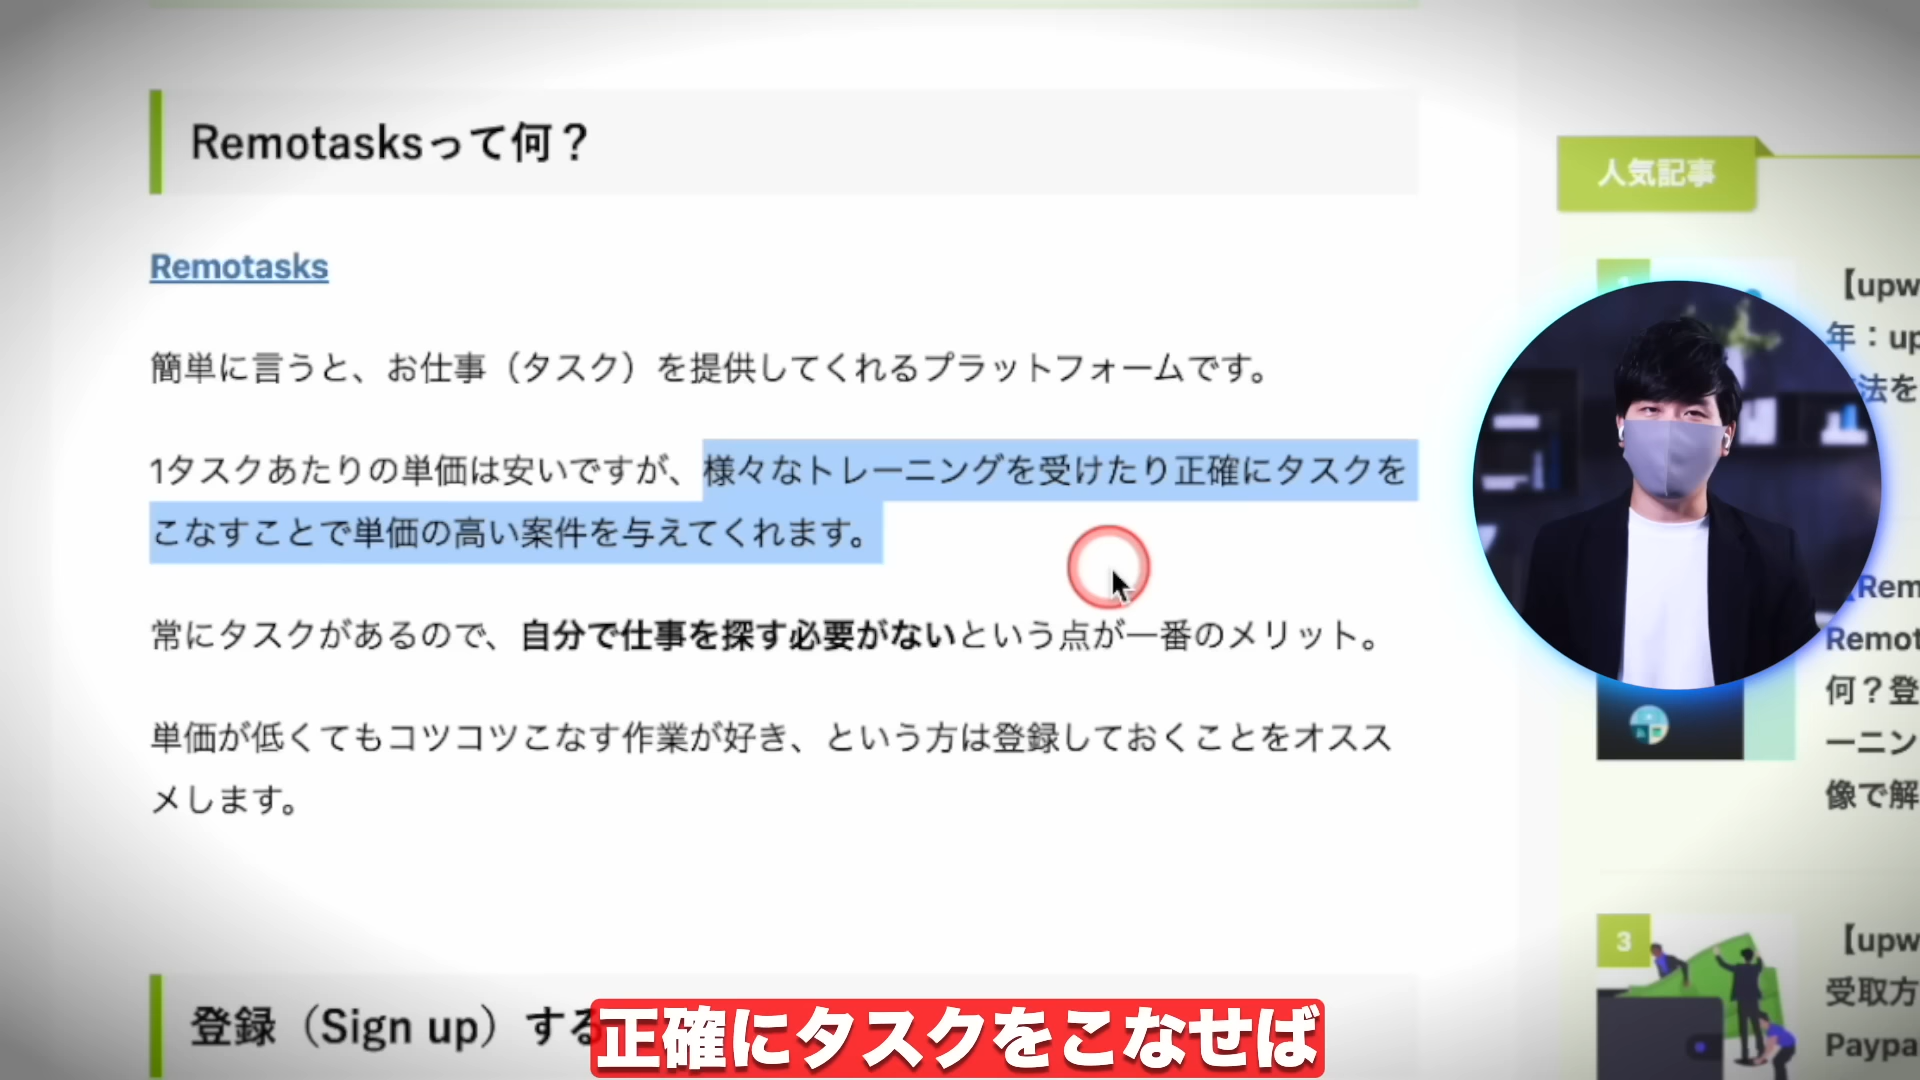 Remotasksって何？
Remotasks
簡単に言うと、お仕事（タスク）を提供してくれるプラットフォームです。
1タスクあたりの単価は安いですが、様々なトレーニングを受けたり正確にタスクを
こなすことで単価の高い案件を与えてくれます。
常にタスクがあるので、自分で仕事を探す必要がないという点が一番のメリット。
単価が低くてもコツコツこなす作業が好き、という方は登録しておくことをオスス
メします。
登録（Sign up）する
正確にタスクをこなせば
人気記事
【upw
年：up
法を
Rem
Remot
何？登
ーニン
像で解
3
【upw
受取方
Paypa